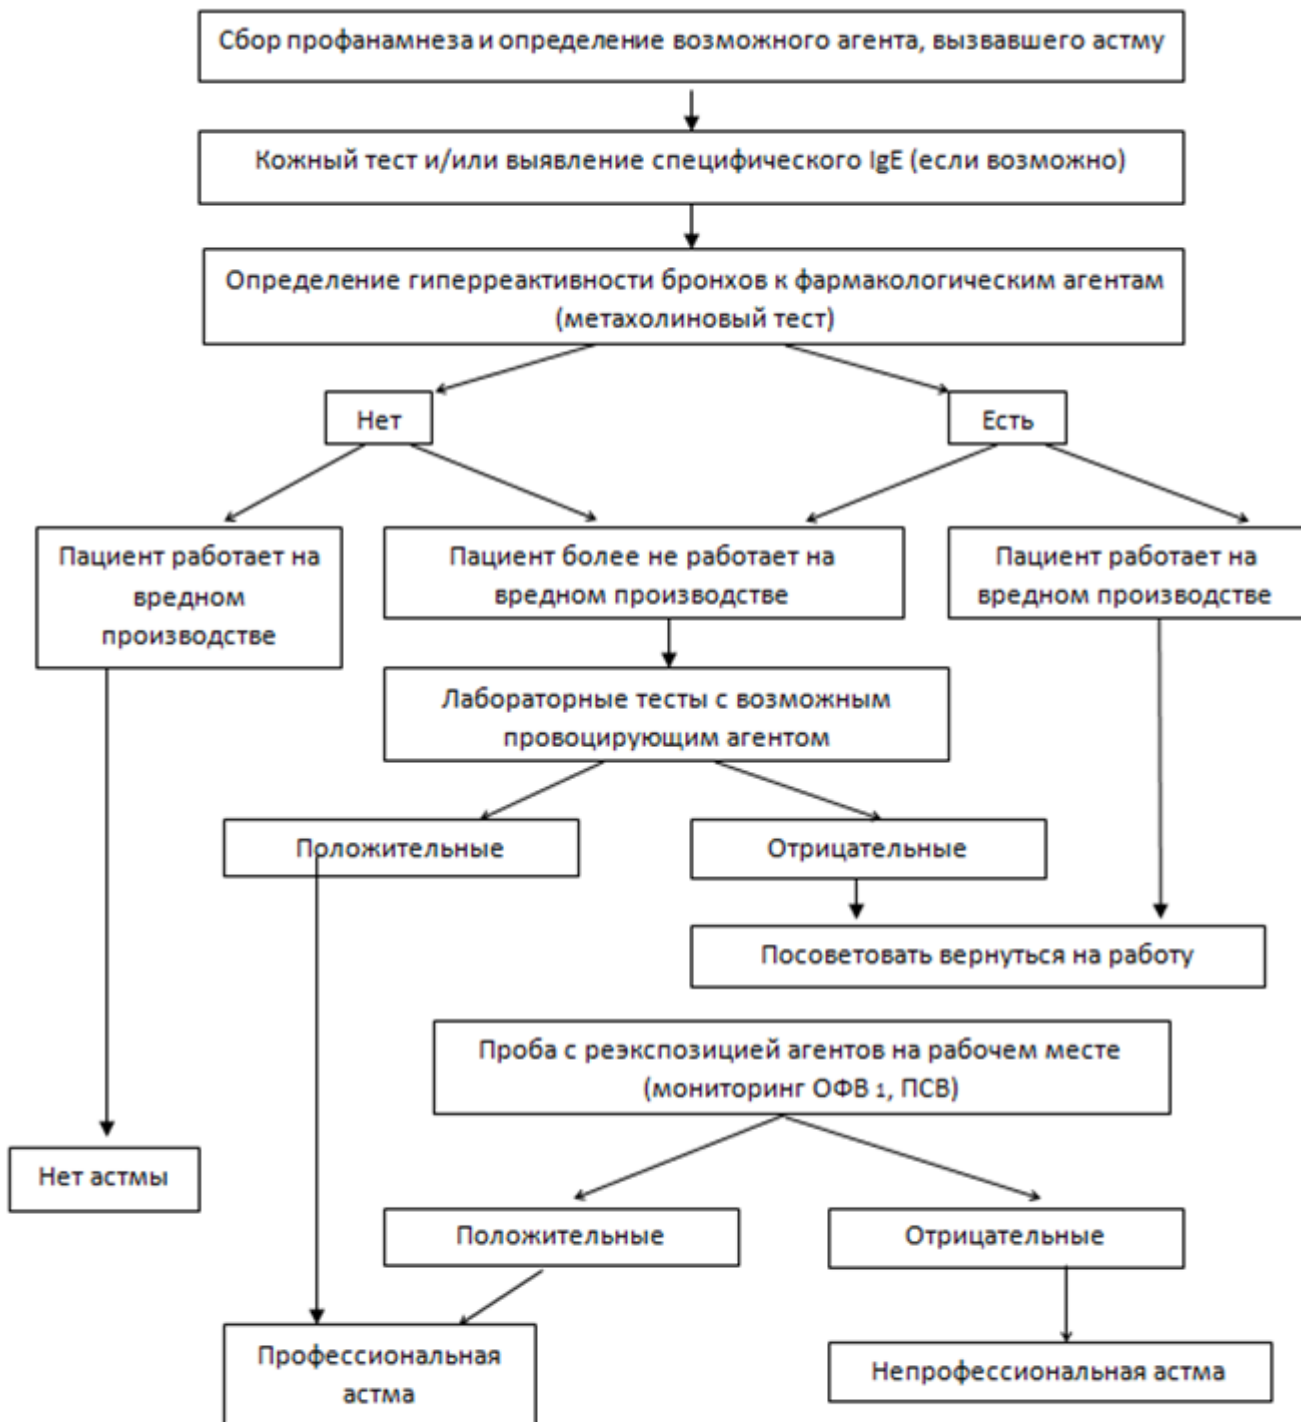 Сбор профанамнеза и определение возможного агента, вызвавшего астму
Кожный тест и/или выявление специфического IgE (если возможно)
Определение гиперреактивности бронхов к фармакологическим агентам
(метахолиновый тест)
Нет
Есть
Пациент работает на
вредном
производстве
Пациент более не работает на
вредном производстве
Пациент работает на
вредном производстве
Лабораторные тесты с возможным
провоцирующим агентом
Положительные
Отрицательные
Посоветовать вернуться на работу
Проба с реэкспозицией агентов на рабочем месте
(мониторинг ОФВ 1, ПСВ)
Нет астмы
Положительные
Отрицательные
Профессиональная
астма
Непрофессиональная астма